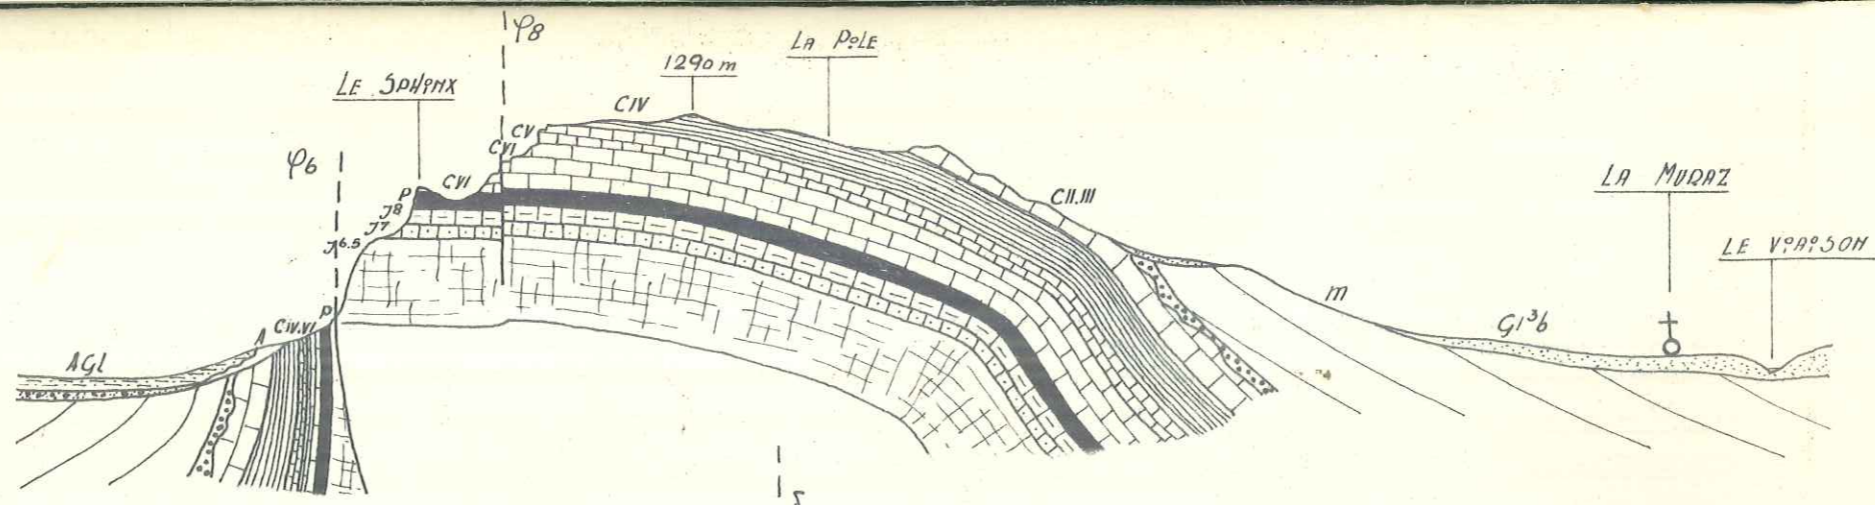 φ8
LA POLE
1290 m
LE SPHINX
CIV
CV
CVI
φ6
CVI
P
J8
J7
J6.5
CII.III
LA MURAZ
LE VIAISON
m
Gl3b
P
CIV.VI
A
AGl